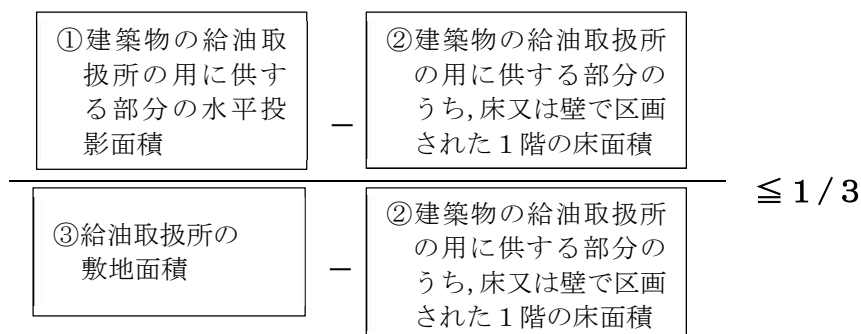 ①建築物の給油取
扱所の用に供す
る部分の水平投
影面積
－
②建築物の給油取扱所
の用に供する部分の
うち,床又は壁で区画
された１階の床面積
③給油取扱所の
敷地面積
－
②建築物の給油取扱所
の用に供する部分の
うち,床又は壁で区画
された１階の床面積
≦１/３